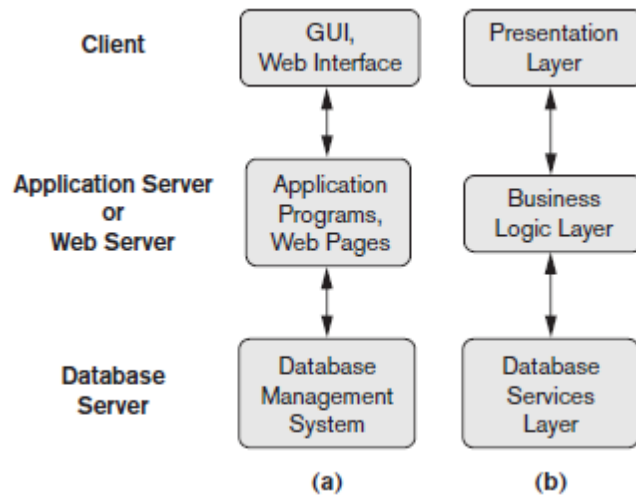 Client
GUI,
Web Interface
Presentation
Layer
Application Server
or
Web Server
Application
Programs,
Web Pages
Business
Logic Layer
Database
Server
Database
Management
System
Database
Services
Layer
(a)
(b)